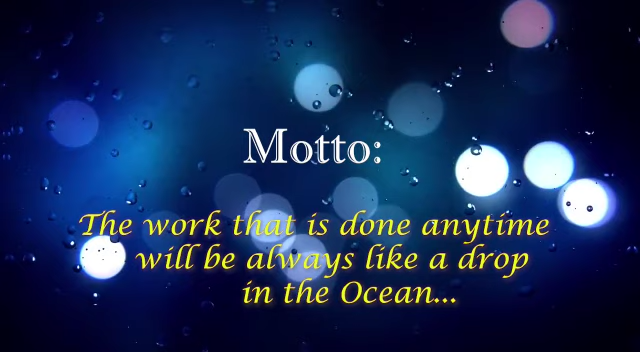 Motto:
The work that is done anytime
will be always like a drop
in the Ocean...